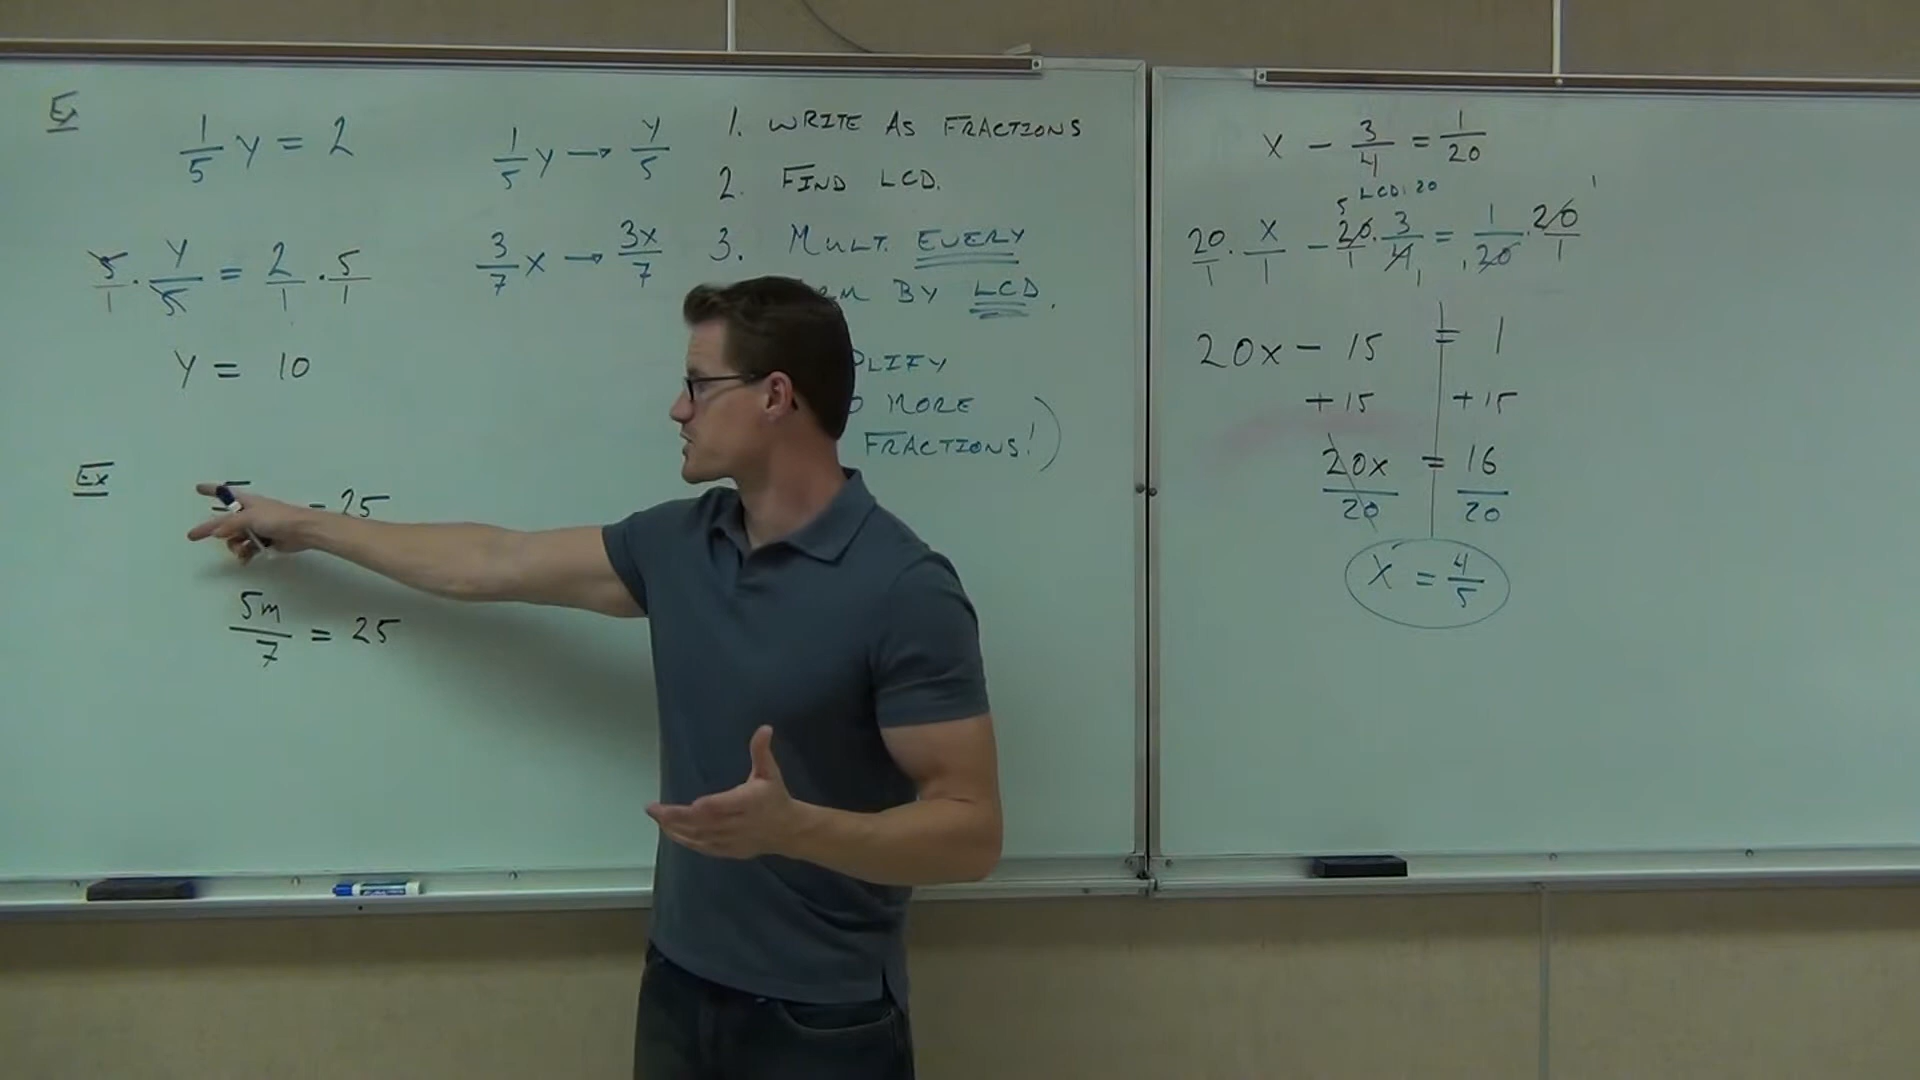 Ex
1/5 y = 2
5/1 · y/5 = 2/1 · 5/1
y = 10
Ex
= 25
5m/7 = 25
1/5 y → y/5
3/7 x → 3x/7
1. WRITE AS FRACTIONS
2. FIND LCD.
3. MULT. EVERY
BY LCD.
MORE
FRACTIONS!)
x - 3/4 = 1/20
LCD: 20
20/1 · x/1 - 20/1 · 3/4 = 1/20 · 20/1
20x - 15 = 1
+15 +15
20x/20 = 16/20
x = 4/5